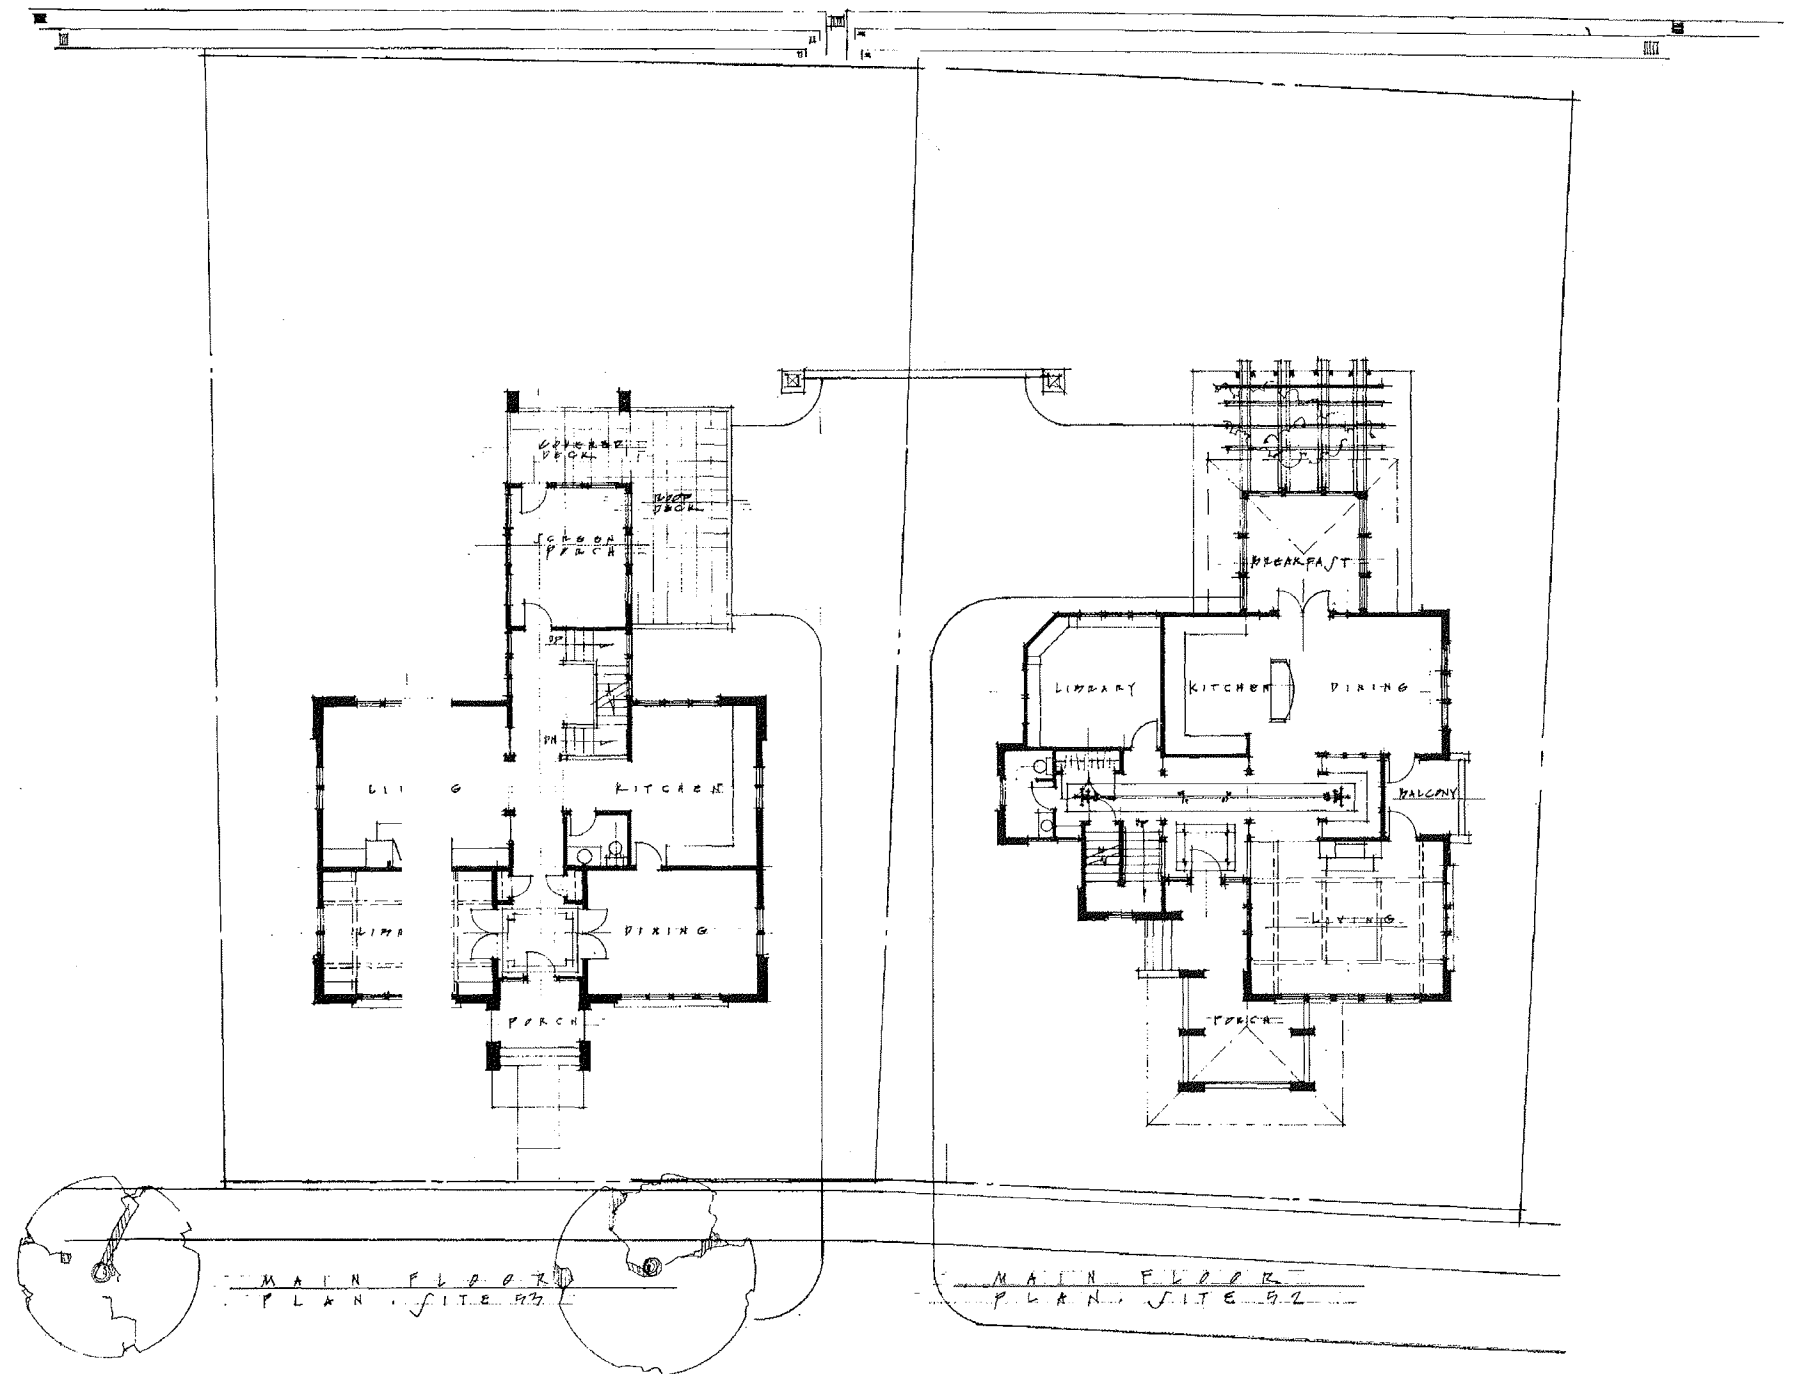 COVERED
DECK
ROOF
DECK
SCREEN
PORCH
UP
DN
KITCHEN
DINING
PORCH
BREAKFAST
LIBRARY
KITCHEN
DINING
BALCONY
LIVING
PORCH
MAIN FLOOR
PLAN . SITE 53
MAIN FLOOR
PLAN . SITE 52